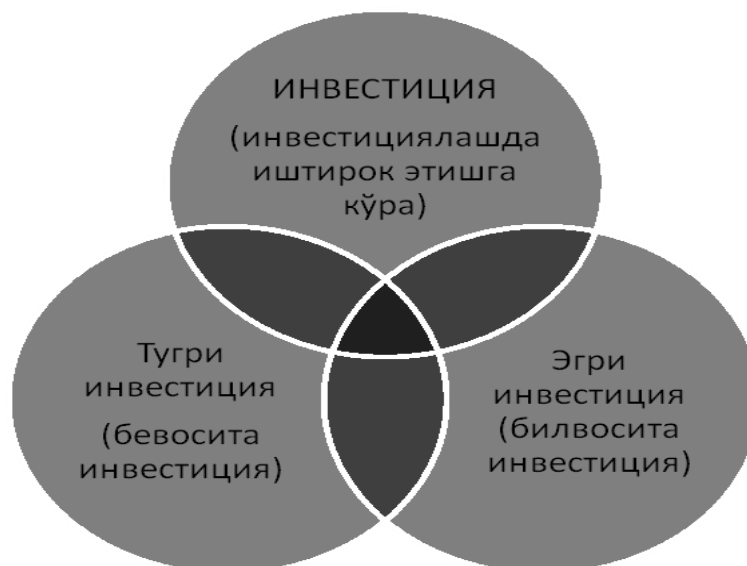 ИНВЕСТИЦИЯ
(инвестициялашда
иштирок этишга
кўра)
Тугри
инвестиция
(бевосита
инвестиция)
Эгри
инвестиция
(билвосита
инвестиция)